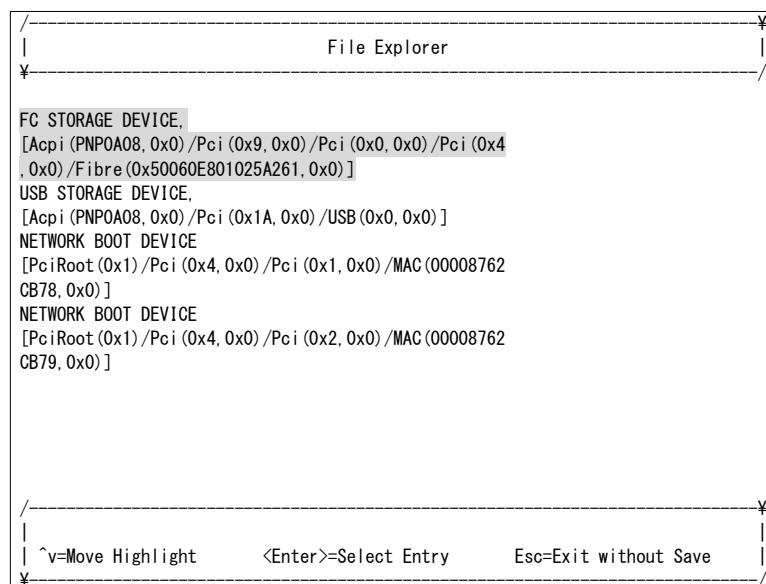 /------------------------------------------------------------------------------¥
| File Explorer |
¥------------------------------------------------------------------------------/
FC STORAGE DEVICE,
[Acpi(PNP0A08,0x0)/Pci(0x9,0x0)/Pci(0x0,0x0)/Pci(0x4
,0x0)/Fibre(0x50060E801025A261,0x0)]
USB STORAGE DEVICE,
[Acpi(PNP0A08,0x0)/Pci(0x1A,0x0)/USB(0x0,0x0)]
NETWORK BOOT DEVICE
[PciRoot(0x1)/Pci(0x4,0x0)/Pci(0x1,0x0)/MAC(00008762
CB78,0x0)]
NETWORK BOOT DEVICE
[PciRoot(0x1)/Pci(0x4,0x0)/Pci(0x2,0x0)/MAC(00008762
CB79,0x0)]
/------------------------------------------------------------------------------¥
| |
| ^v=Move Highlight <Enter>=Select Entry Esc=Exit without Save |
¥------------------------------------------------------------------------------/